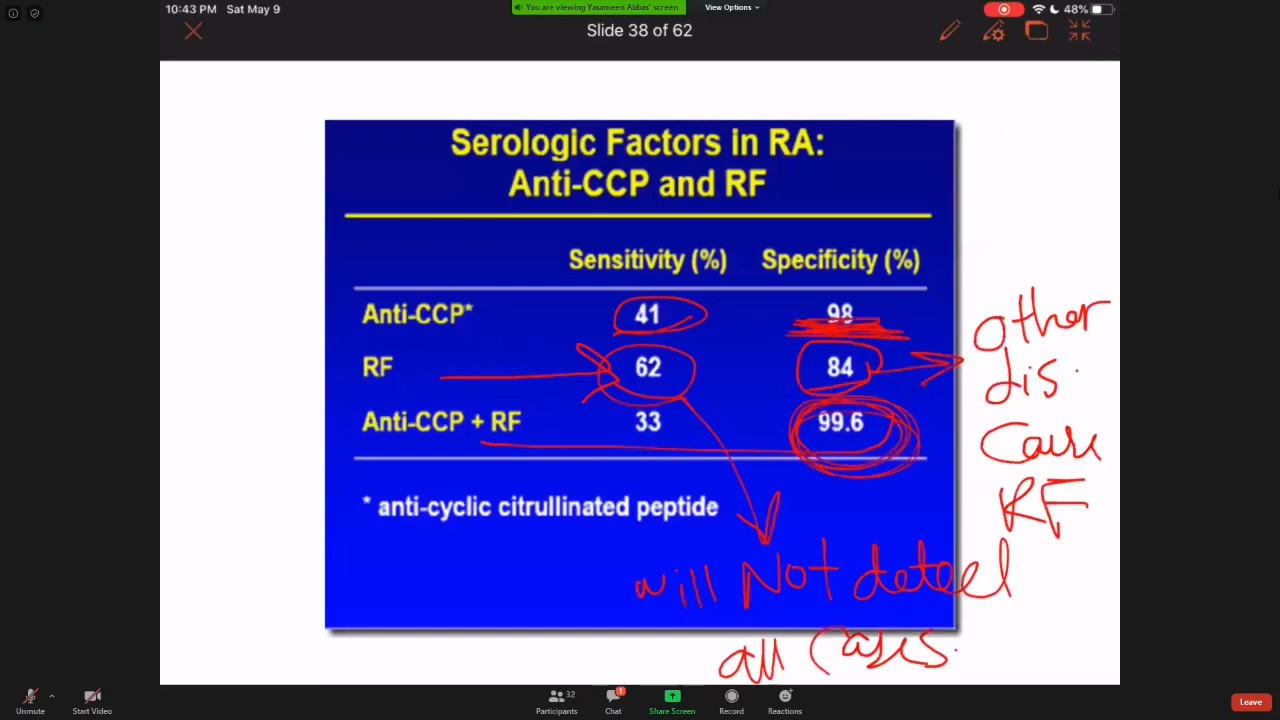 10:43 PM Sat May 9
You are viewing Yasameen Abbas' screen
View Options
48%
Slide 38 of 62
Serologic Factors in RA:
Anti-CCP and RF
Sensitivity (%) Specificity (%)
Anti-CCP* 41 98
RF 62 84
Anti-CCP + RF 33 99.6
* anti-cyclic citrullinated peptide
Other
dis.
Cause
RF
will Not detect
all Cases.
Unmute
Start Video
32
Participants
1
Chat
Share Screen
Record
Reactions
Leave